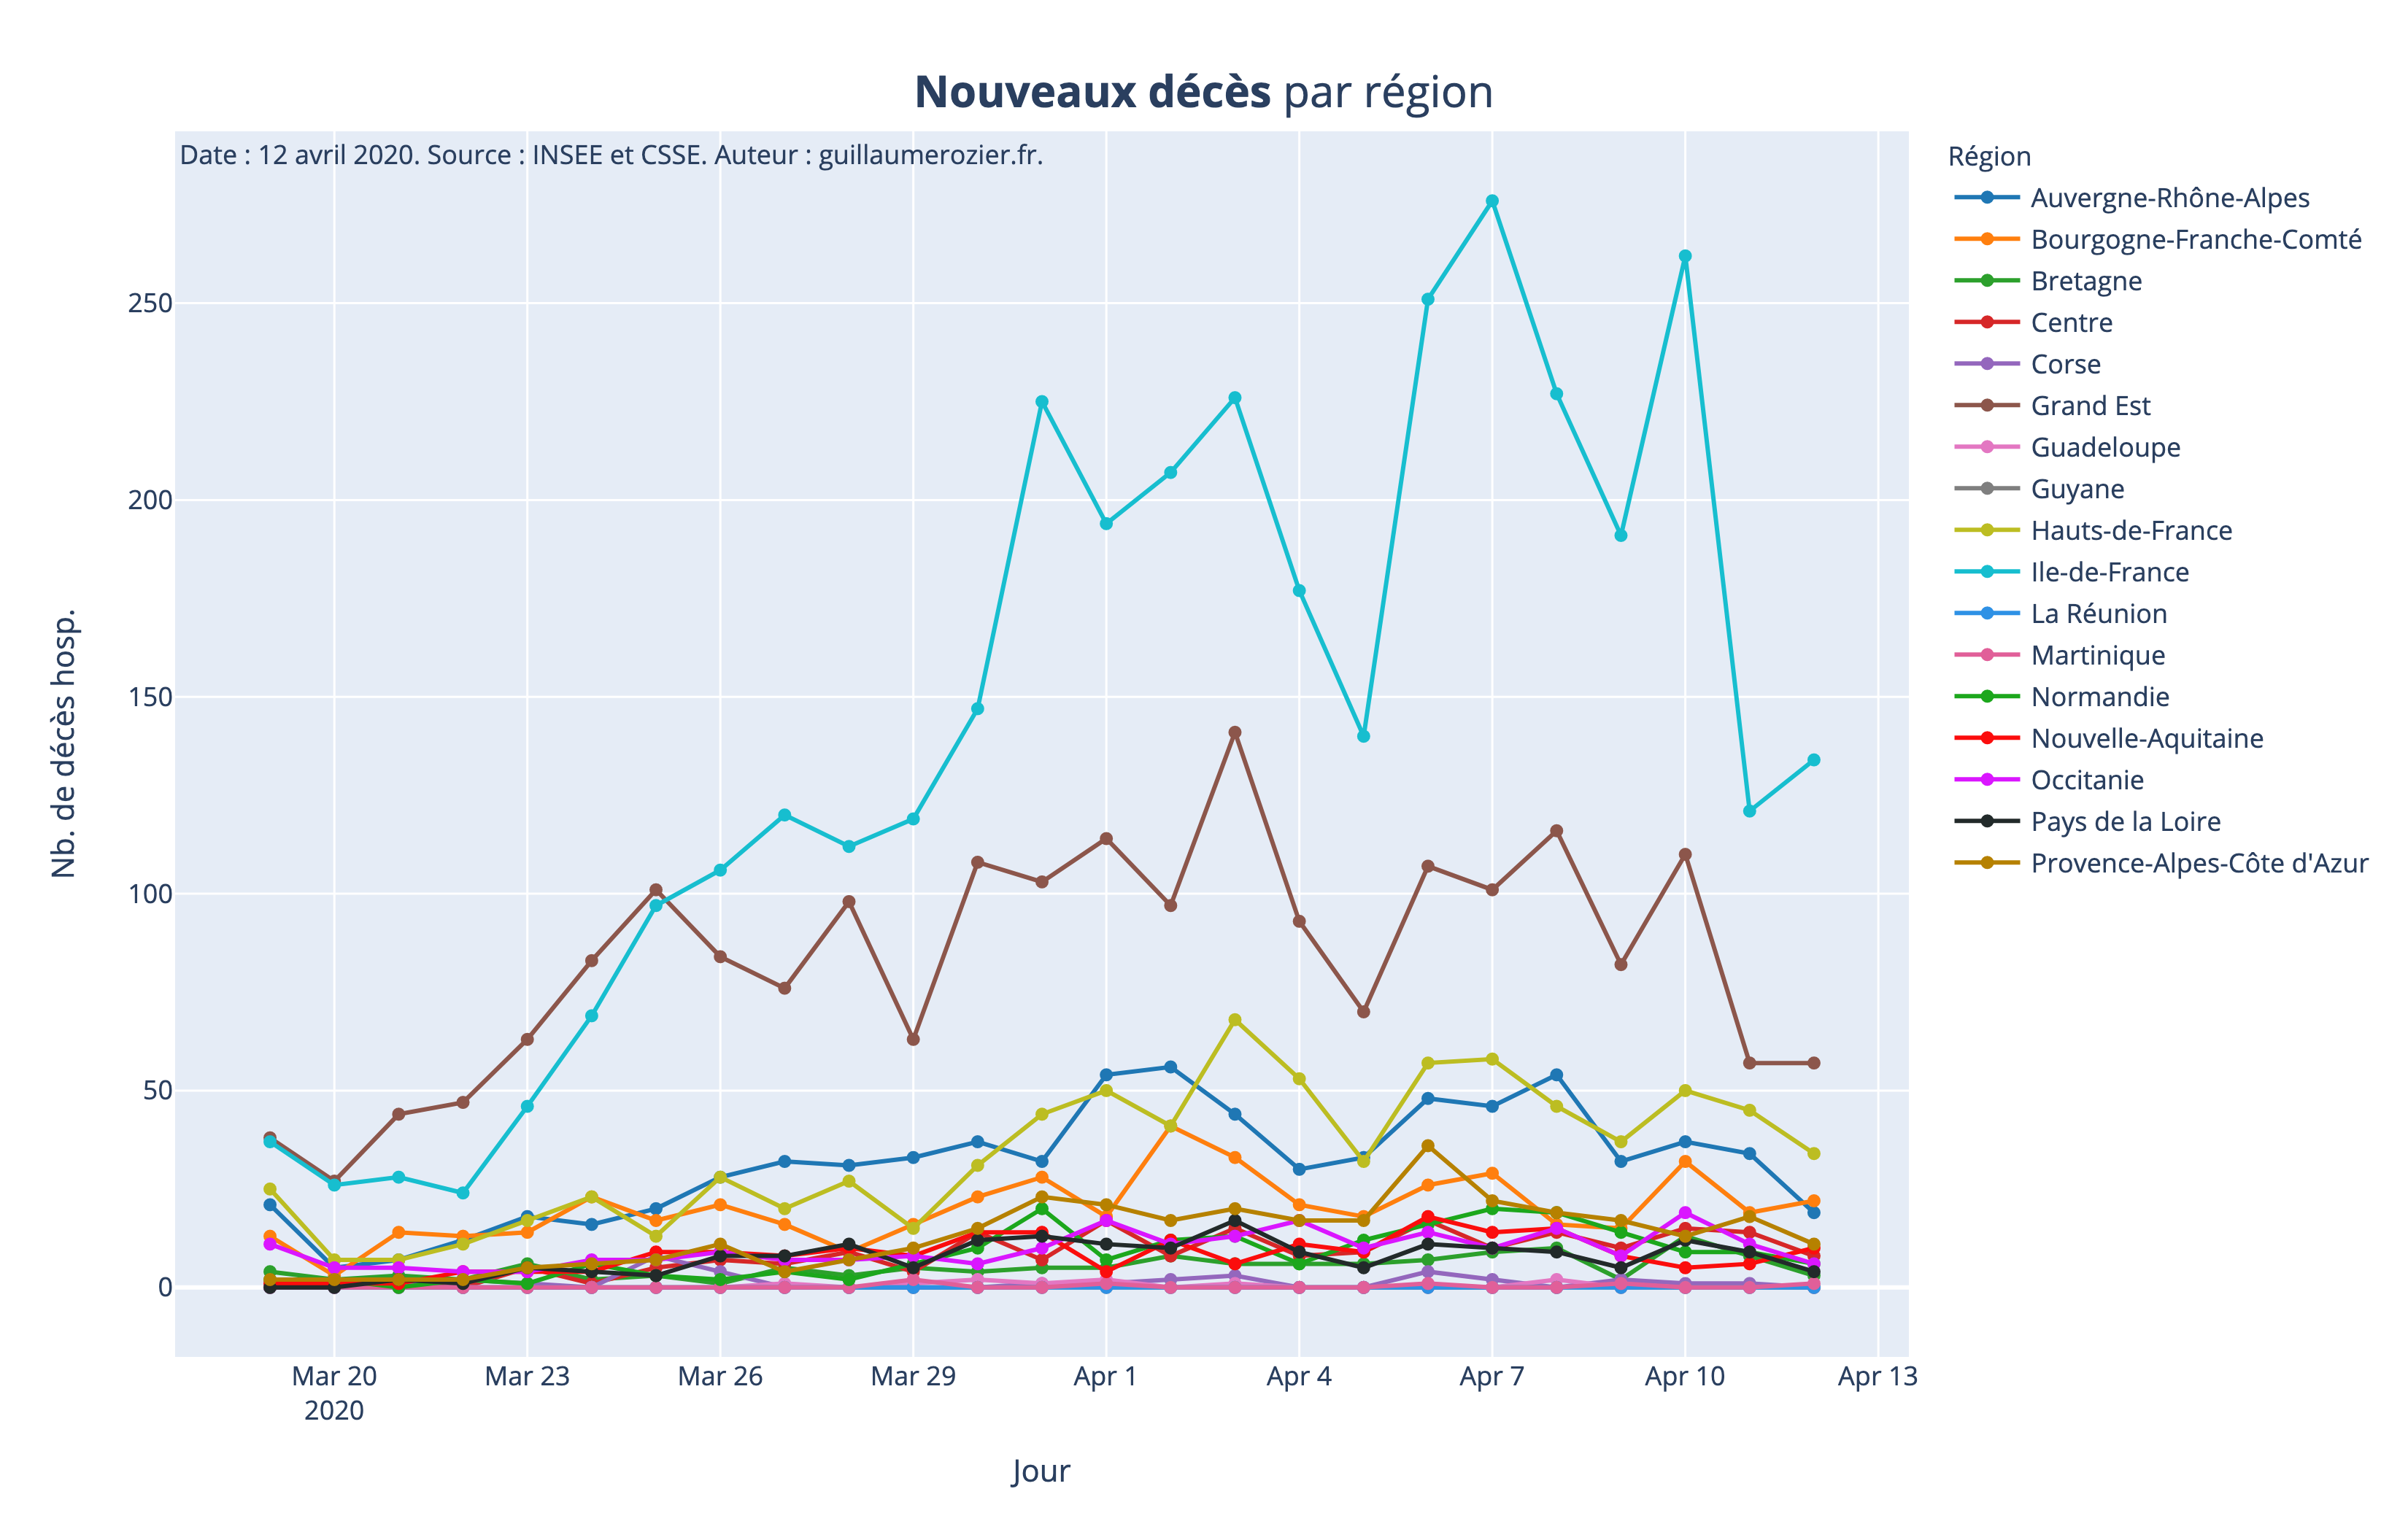 Nouveaux décès par région
Date : 12 avril 2020. Source : INSEE et CSSE. Auteur : guillaumerozier.fr.
Nb. de décès hosp.
250
200
150
100
50
0
Mar 20
2020
Mar 23
Mar 26
Mar 29
Apr 1
Apr 4
Apr 7
Apr 10
Apr 13
Jour
Région
Auvergne-Rhône-Alpes
Bourgogne-Franche-Comté
Bretagne
Centre
Corse
Grand Est
Guadeloupe
Guyane
Hauts-de-France
Ile-de-France
La Réunion
Martinique
Normandie
Nouvelle-Aquitaine
Occitanie
Pays de la Loire
Provence-Alpes-Côte d'Azur